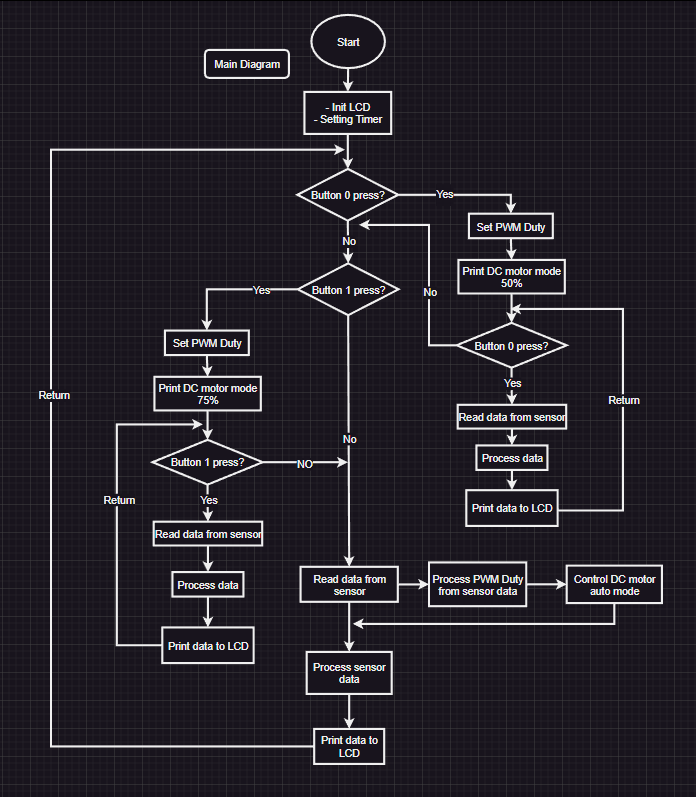 Start
Main Diagram
- Init LCD
- Setting Timer
Button 0 press?
Yes
Set PWM Duty
No
Print DC motor mode
50%
Button 1 press?
Yes
No
Set PWM Duty
Button 0 press?
Yes
Print DC motor mode
75%
Return
Return
Read data from sensor
No
Process data
Button 1 press?
NO
Yes
Return
Print data to LCD
Read data from sensor
Process data
Read data from
sensor
Process PWM Duty
from sensor data
Control DC motor
auto mode
Print data to LCD
Process sensor
data
Print data to
LCD